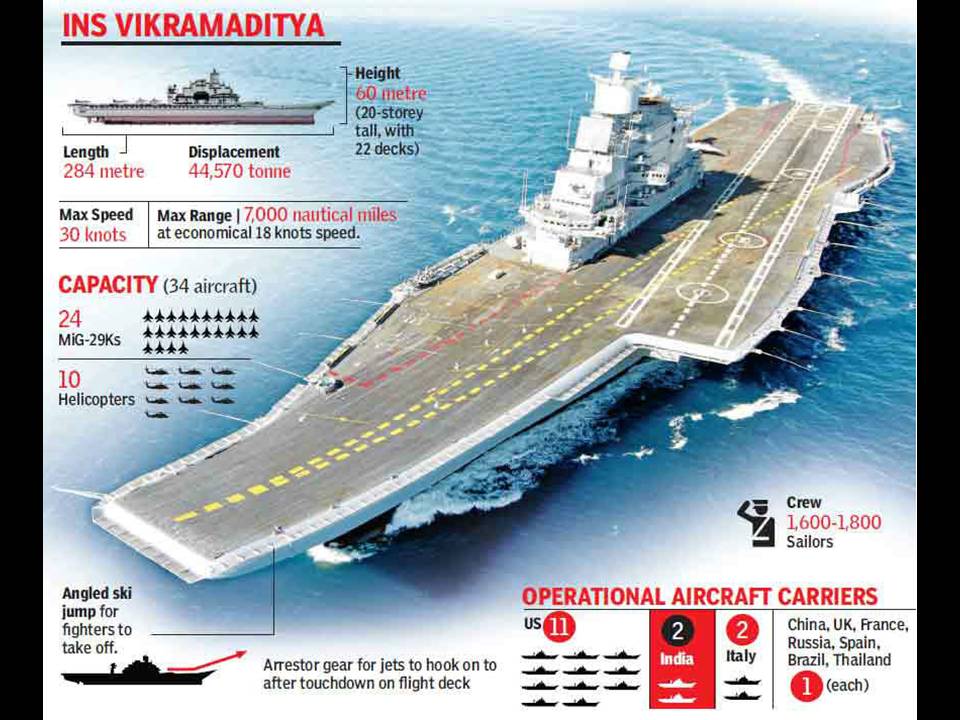 INS VIKRAMADITYA
Height
60 metre
(20-storey
tall, with
22 decks)
Length
284 metre
Displacement
44,570 tonne
Max Speed
30 knots
Max Range | 7,000 nautical miles
at economical 18 knots speed.
CAPACITY (34 aircraft)
24
MiG-29Ks
10
Helicopters
Crew
1,600-1,800
Sailors
Angled ski
jump for
fighters to
take off.
Arrestor gear for jets to hook on to
after touchdown on flight deck
OPERATIONAL AIRCRAFT CARRIERS
US 11
2
India
2
Italy
China, UK, France,
Russia, Spain,
Brazil, Thailand
1 (each)